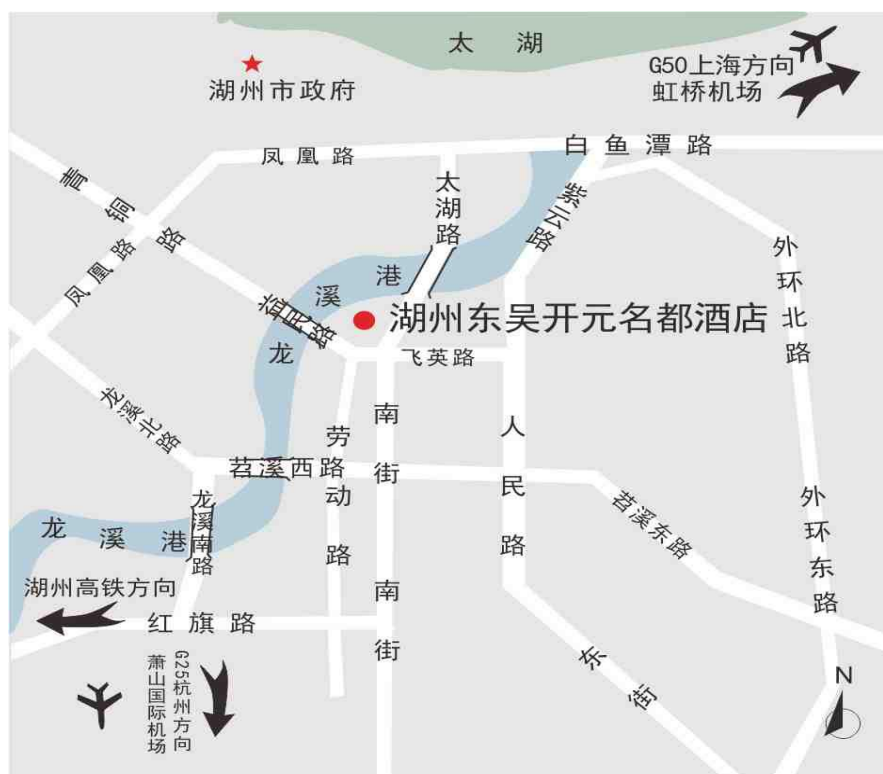 太湖
G50上海方向
虹桥机场
湖州市政府
白鱼潭路
凤凰路
太湖路
紫云路
青铜路
外环北路
凤凰路
港
溪
龙
益民路
湖州东吴开元名都酒店
飞英路
龙溪北路
南街
人民路
劳动路
苕溪西路
龙溪南路
苕溪东路
外环东路
龙溪港
湖州高铁方向
南街
红旗路
东街
G25杭州方向
萧山国际机场
N